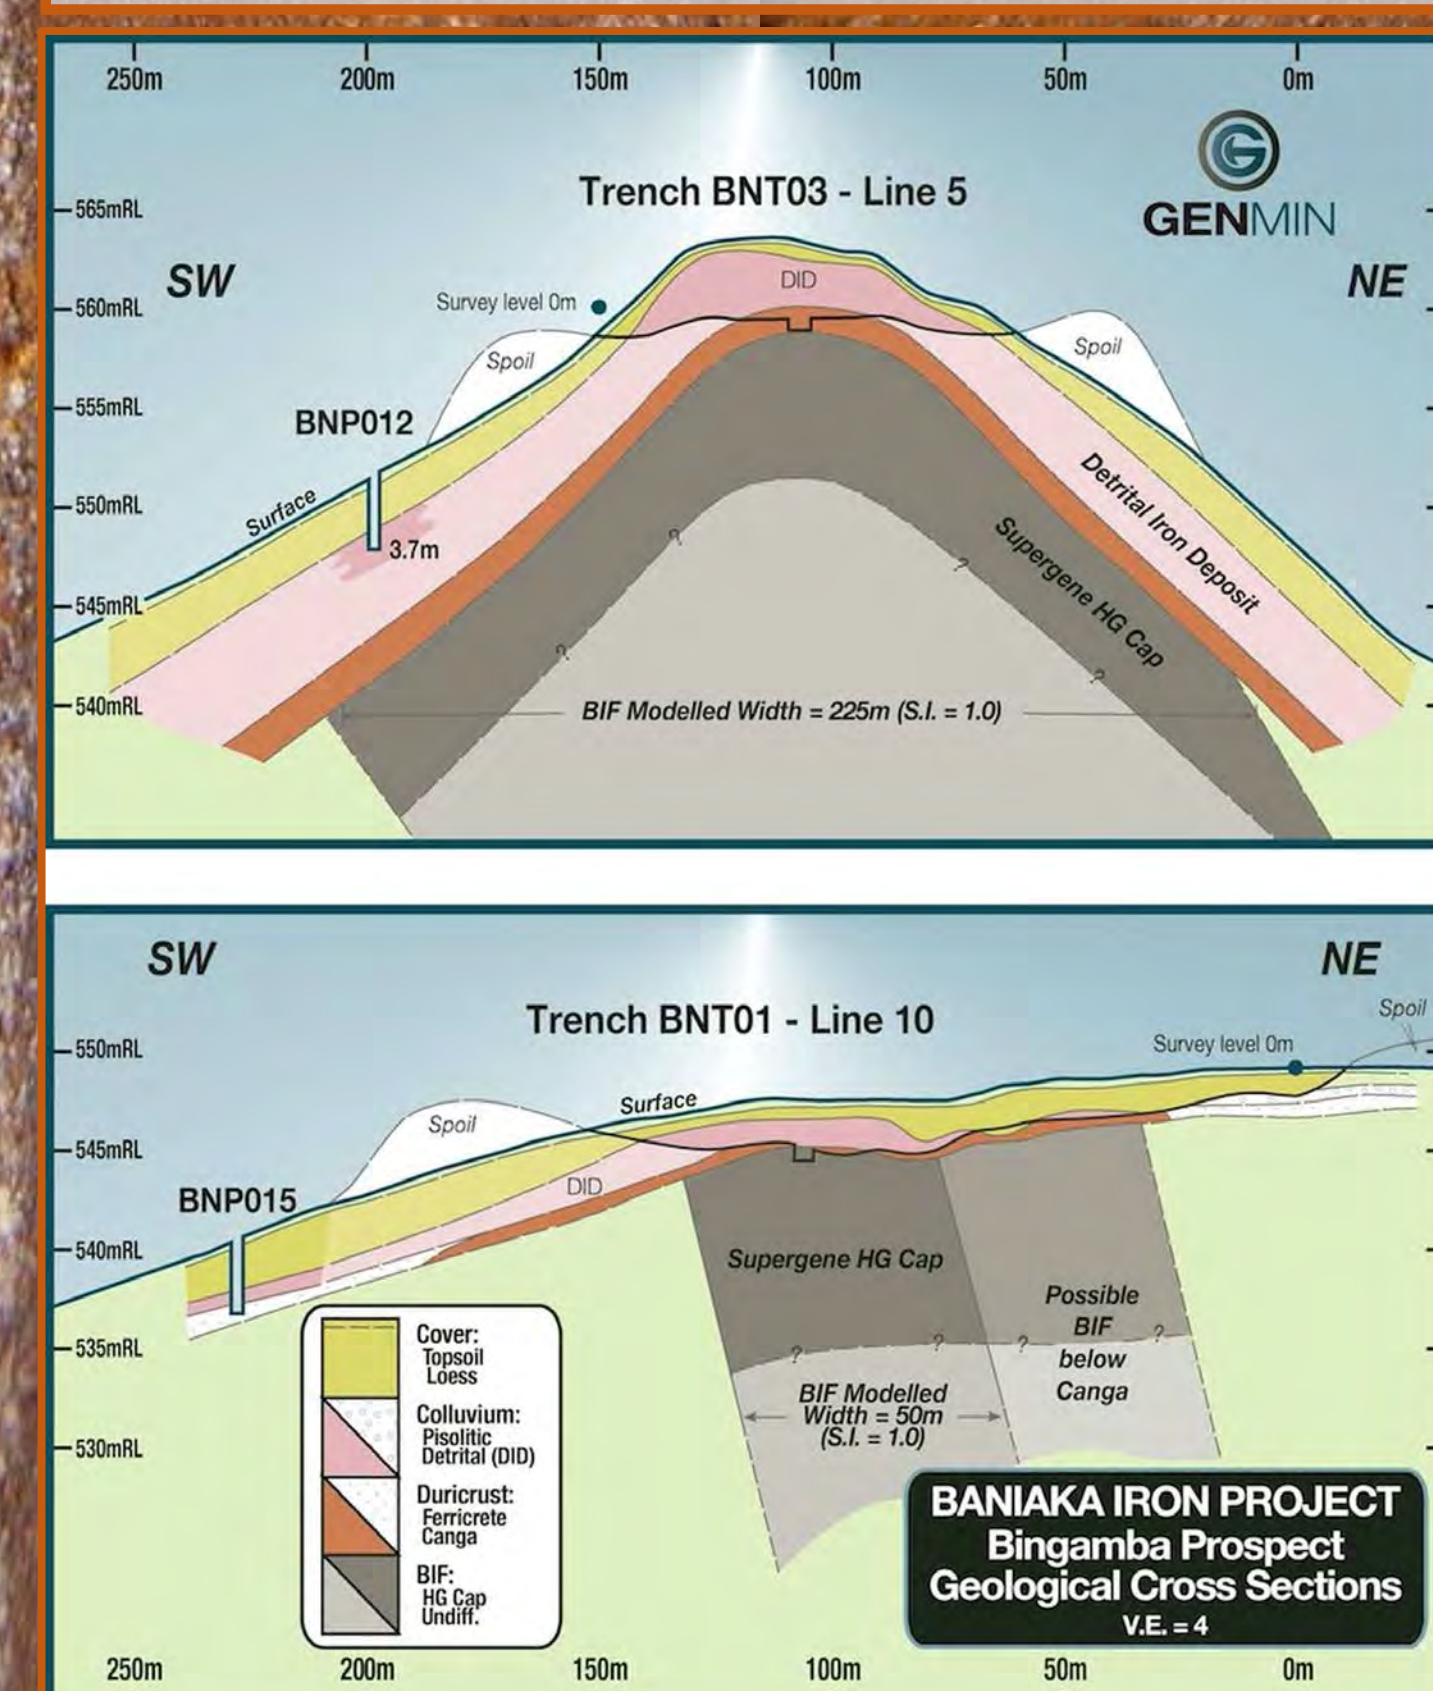 250m 200m 150m 100m 50m 0m
GENMIN
Trench BNT03 - Line 5
565mRL
SW
NE
DID
Survey level 0m
560mRL
Spoil
Spoil
555mRL
BNP012
Detrital Iron Deposit
550mRL
Surface
3.7m
?
?
Supergene HG Cap
545mRL
?
?
540mRL
BIF Modelled Width = 225m (S.I. = 1.0)
SW
NE
Spoil
Trench BNT01 - Line 10
550mRL
Survey level 0m
Surface
Spoil
545mRL
DID
BNP015
540mRL
Supergene HG Cap
Possible
BIF
below
Canga
535mRL
? ? ? ?
BIF Modelled
Width = 50m
(S.I. = 1.0)
530mRL
Cover:
Topsoil
Loess
Colluvium:
Pisolitic
Detrital (DID)
Duricrust:
Ferricrete
Canga
BIF:
HG Cap
Undiff.
BANIAKA IRON PROJECT
Bingamba Prospect
Geological Cross Sections
V.E. = 4
250m 200m 150m 100m 50m 0m